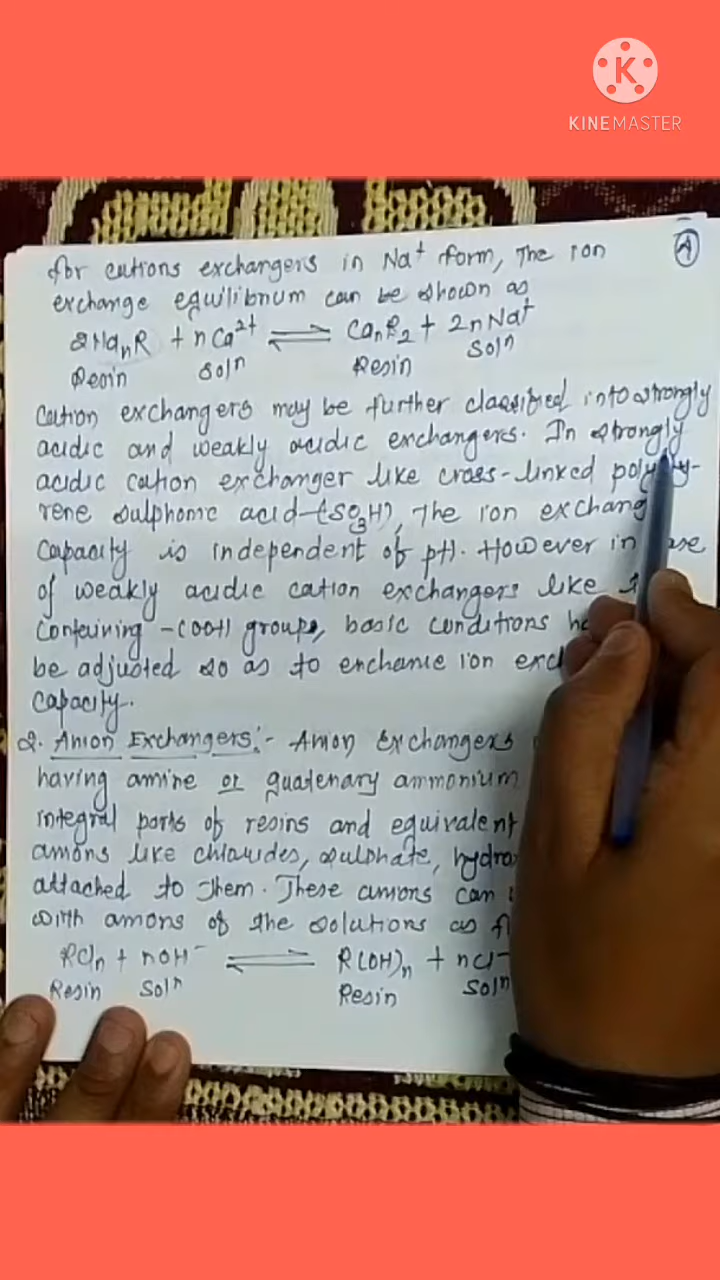 K
KINEMASTER
A
for cations exchangers in Na⁺ form, The ion
exchange equilibrium can be shown as
2NaₙR + nCa²⁺ ⇌ CaₙR₂ + 2nNa⁺
Resin Solⁿ Resin Solⁿ
Cation exchangers may be further classified into strongly
acidic and weakly acidic exchangers. In strongly
acidic cation exchanger like cross-linked
rene sulphonic acid-(SO₃H), The ion exchang
Capacity is independent of pH. However in
of weakly acidic cation exchangers like
containing -COOH groups, basic conditions
be adjusted so as to enchance ion
capacity.
2. Anion Exchangers:- Anion Exchangers
having amine or quatenary ammonium
integral parts of resins and equivalent
anions like chlorides, sulphate,
attached to them. These anions can
with anions of the solutions as
RClₙ + nOH⁻ ⇌ R(OH)ₙ + nCl⁻
Resin Solⁿ Resin Solⁿ